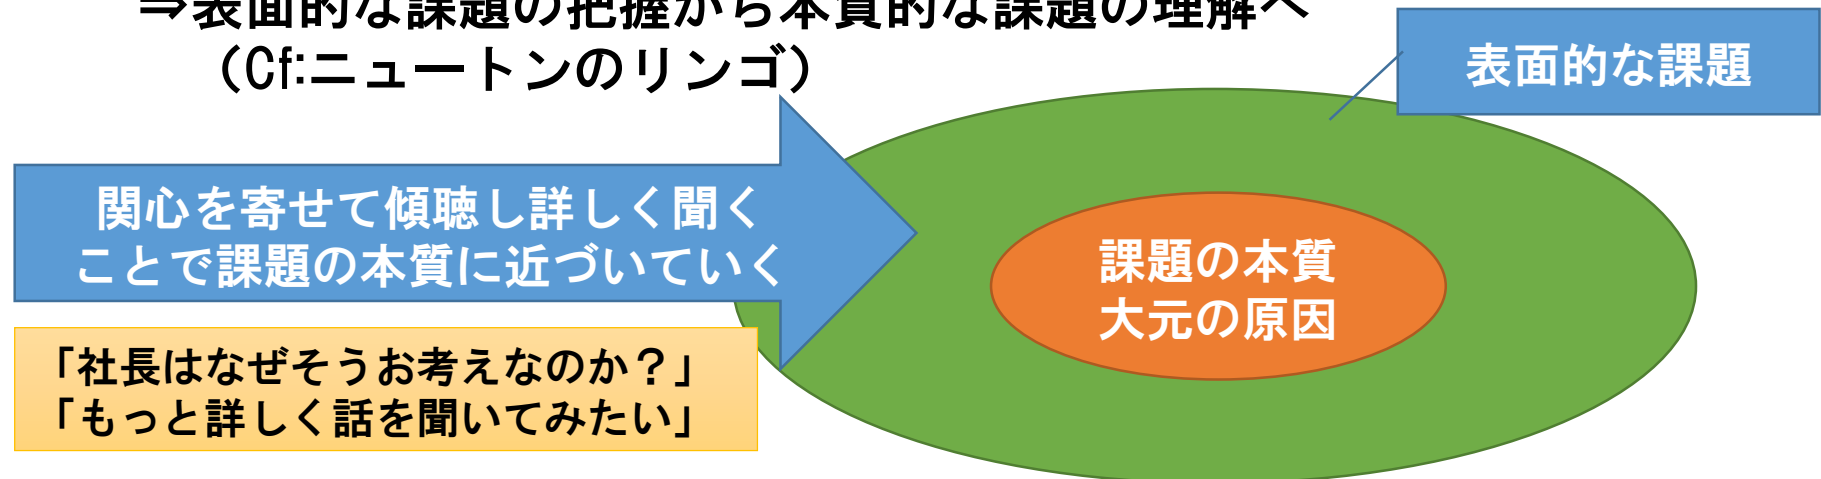 ⇒表面的な課題の把握から本質的な課題の理解へ
（Cf:ニュートンのリンゴ）
表面的な課題
関心を寄せて傾聴し詳しく聞く
ことで課題の本質に近づいていく
課題の本質
大元の原因
「社長はなぜそうお考えなのか？」
「もっと詳しく話を聞いてみたい」